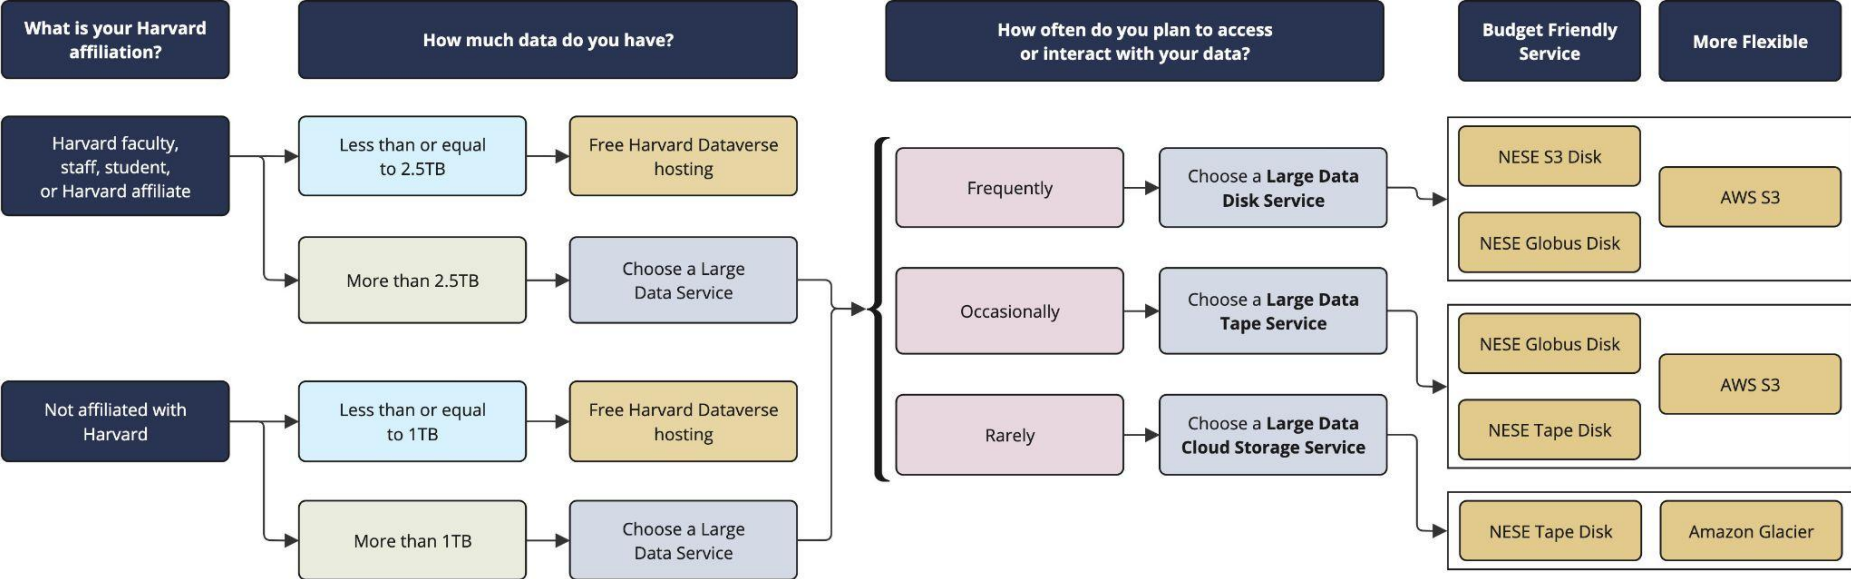 What is your Harvard
affiliation?
How much data do you have?
How often do you plan to access
or interact with your data?
Budget Friendly
Service
More Flexible
Harvard faculty,
staff, student,
or Harvard affiliate
Less than or equal
to 2.5TB
Free Harvard Dataverse
hosting
More than 2.5TB
Choose a Large
Data Service
Not affiliated with
Harvard
Less than or equal
to 1TB
Free Harvard Dataverse
hosting
More than 1TB
Choose a Large
Data Service
Frequently
Choose a Large Data
Disk Service
NESE S3 Disk
NESE Globus Disk
AWS S3
Occasionally
Choose a Large Data
Tape Service
NESE Globus Disk
NESE Tape Disk
AWS S3
Rarely
Choose a Large Data
Cloud Storage Service
NESE Tape Disk
Amazon Glacier